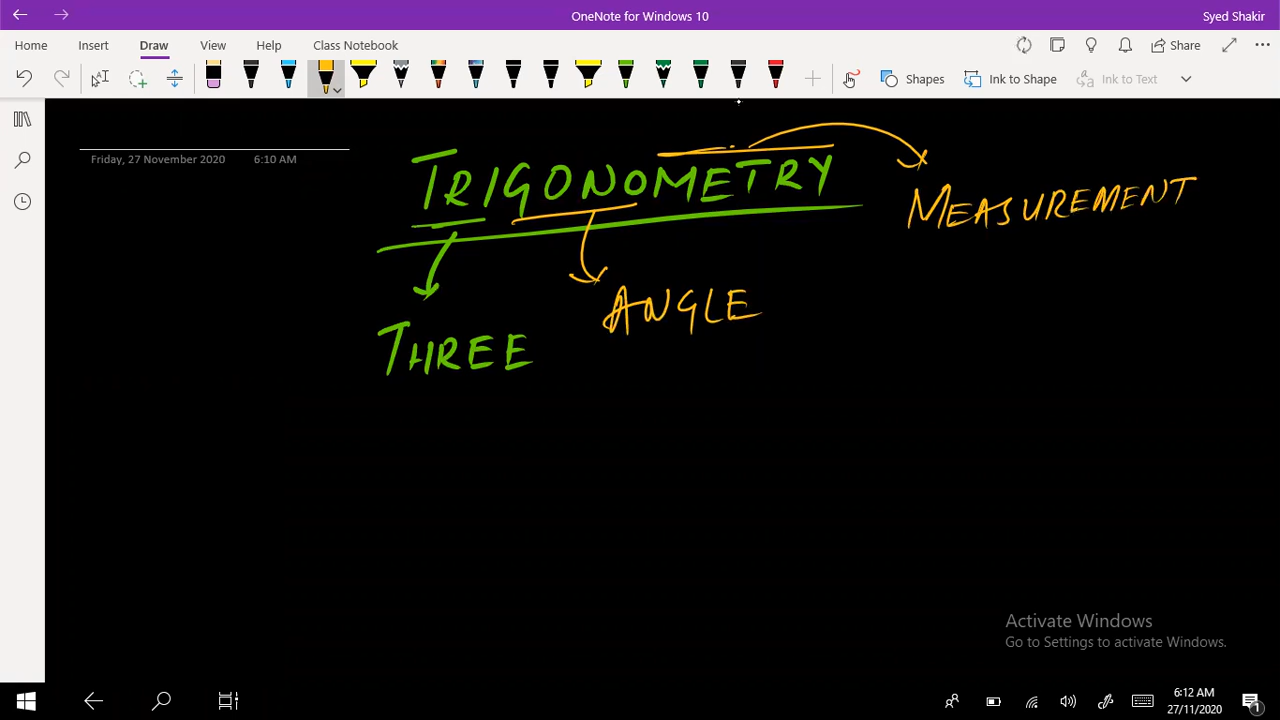 OneNote for Windows 10
Syed Shakir
Home Insert Draw View Help Class Notebook Share
Shapes Ink to Shape Ink to Text
Friday, 27 November 2020 6:10 AM
TRIGONOMETRY
MEASUREMENT
ANGLE
THREE
Activate Windows
Go to Settings to activate Windows.
6:12 AM
27/11/2020
1